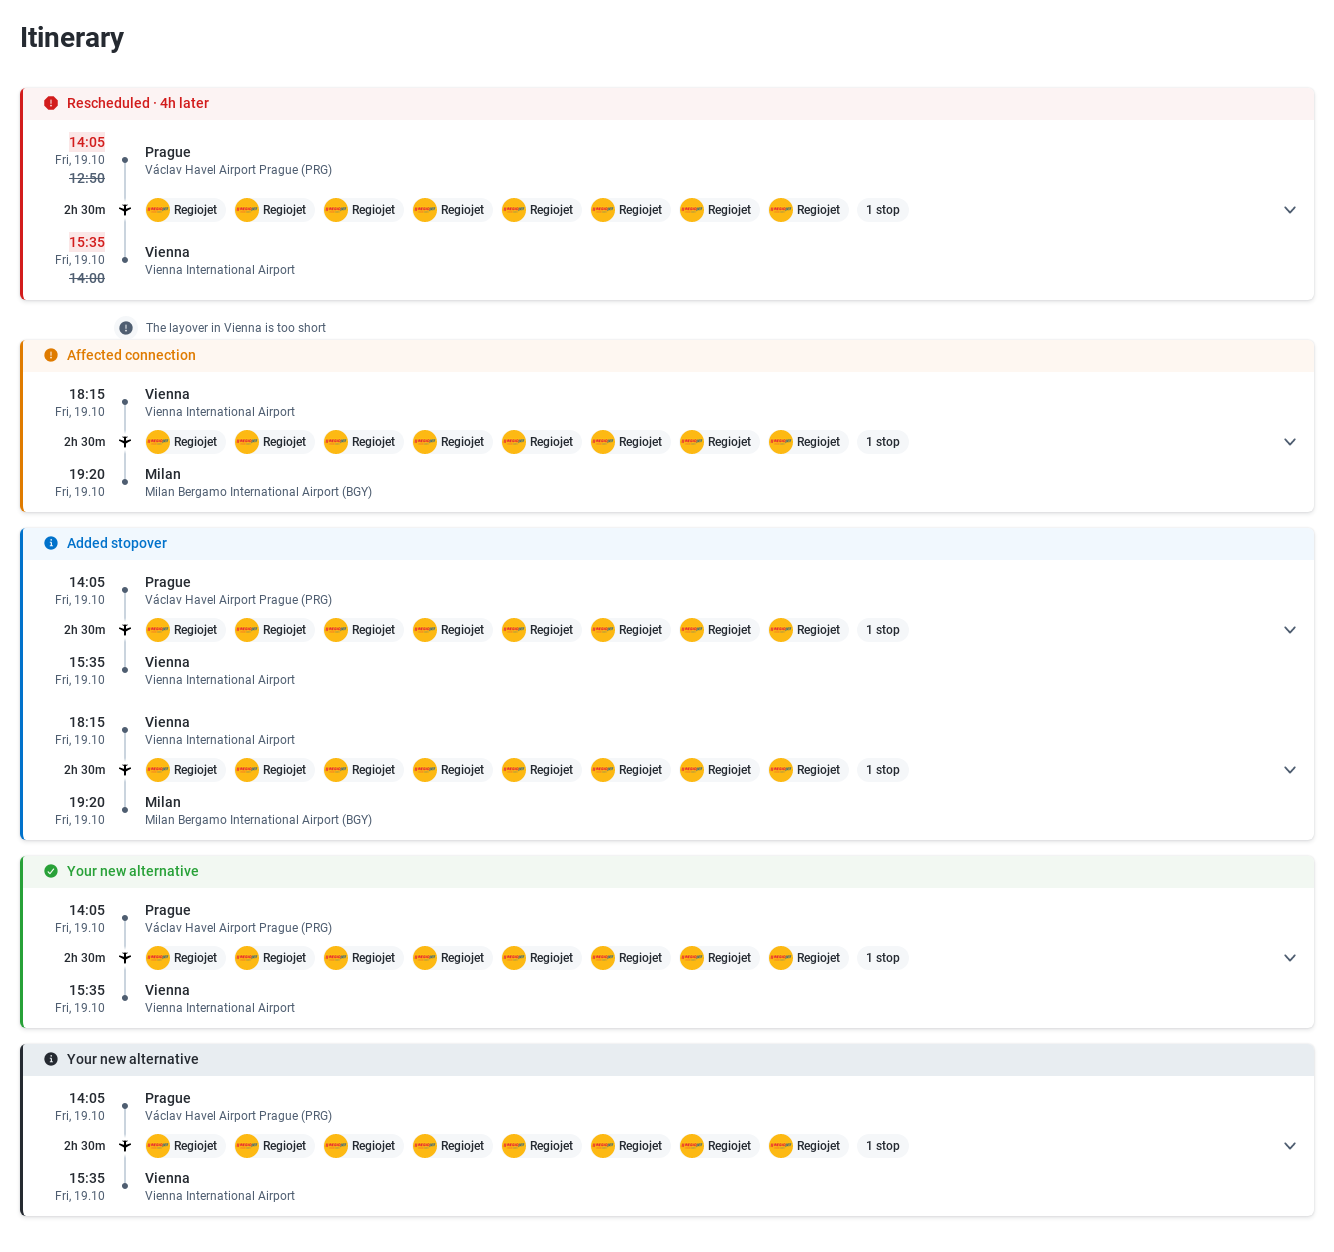 Itinerary
Rescheduled · 4h later
14:05
Fri, 19.10
12:50
Prague
Václav Havel Airport Prague (PRG)
2h 30m Regiojet Regiojet Regiojet Regiojet Regiojet Regiojet Regiojet Regiojet 1 stop
15:35
Fri, 19.10
14:00
Vienna
Vienna International Airport
The layover in Vienna is too short
Affected connection
18:15 Vienna
Fri, 19.10 Vienna International Airport
2h 30m Regiojet Regiojet Regiojet Regiojet Regiojet Regiojet Regiojet Regiojet 1 stop
19:20 Milan
Fri, 19.10 Milan Bergamo International Airport (BGY)
Added stopover
14:05 Prague
Fri, 19.10 Václav Havel Airport Prague (PRG)
2h 30m Regiojet Regiojet Regiojet Regiojet Regiojet Regiojet Regiojet Regiojet 1 stop
15:35 Vienna
Fri, 19.10 Vienna International Airport
18:15 Vienna
Fri, 19.10 Vienna International Airport
2h 30m Regiojet Regiojet Regiojet Regiojet Regiojet Regiojet Regiojet Regiojet 1 stop
19:20 Milan
Fri, 19.10 Milan Bergamo International Airport (BGY)
Your new alternative
14:05 Prague
Fri, 19.10 Václav Havel Airport Prague (PRG)
2h 30m Regiojet Regiojet Regiojet Regiojet Regiojet Regiojet Regiojet Regiojet 1 stop
15:35 Vienna
Fri, 19.10 Vienna International Airport
Your new alternative
14:05 Prague
Fri, 19.10 Václav Havel Airport Prague (PRG)
2h 30m Regiojet Regiojet Regiojet Regiojet Regiojet Regiojet Regiojet Regiojet 1 stop
15:35 Vienna
Fri, 19.10 Vienna International Airport